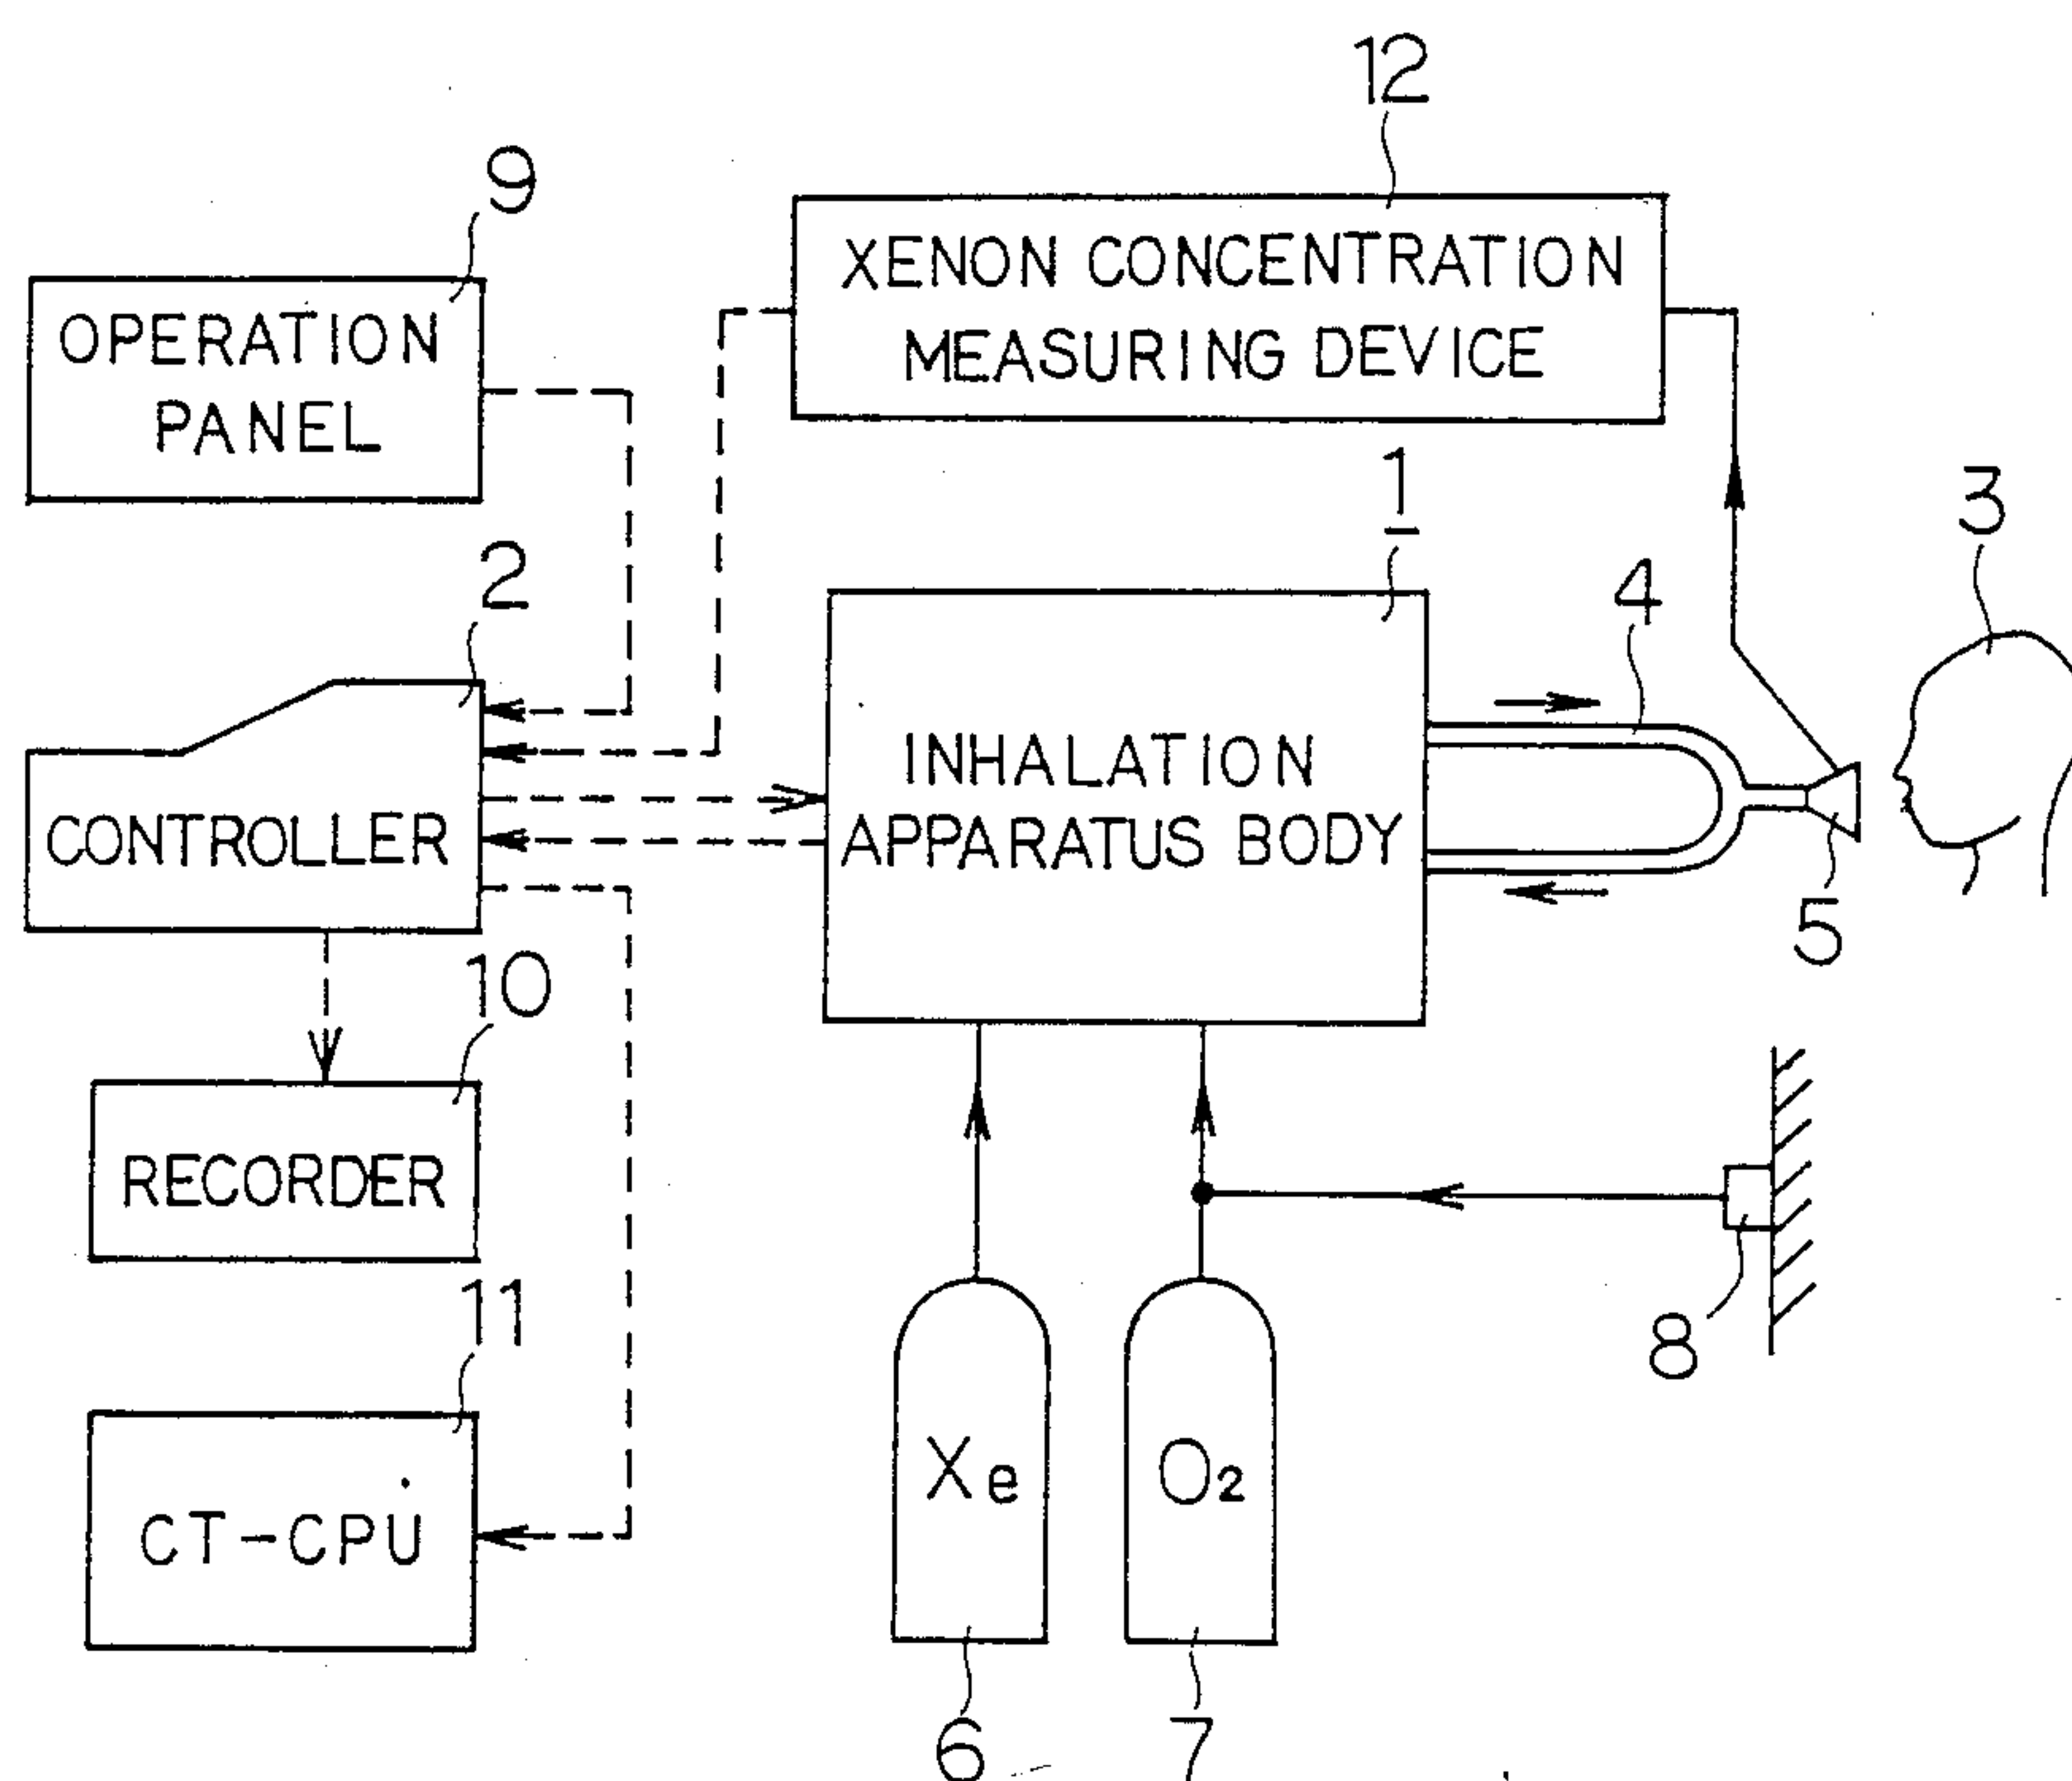 12
9
XENON CONCENTRATION
MEASURING DEVICE
OPERATION
PANEL
1
3
2
4
INHALATION
APPARATUS BODY
CONTROLLER
5
10
RECORDER
8
11
Xe
O2
CT-CPU
6
7